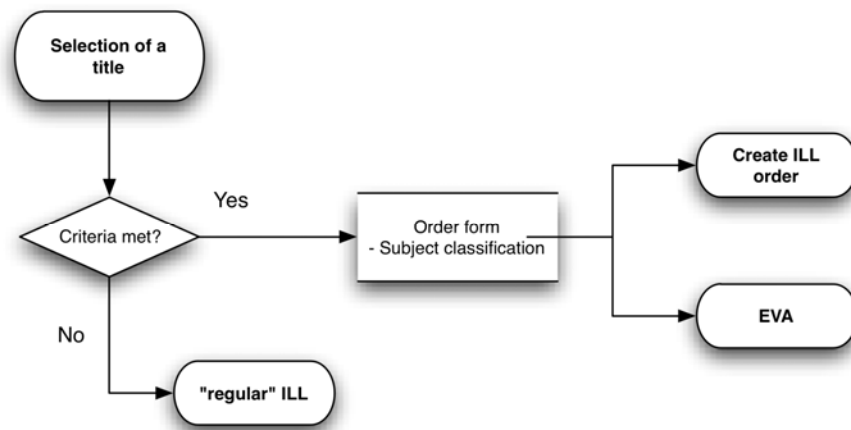 Selection of a
title
Criteria met?
Yes
No
"regular" ILL
Order form
- Subject classification
Create ILL
order
EVA